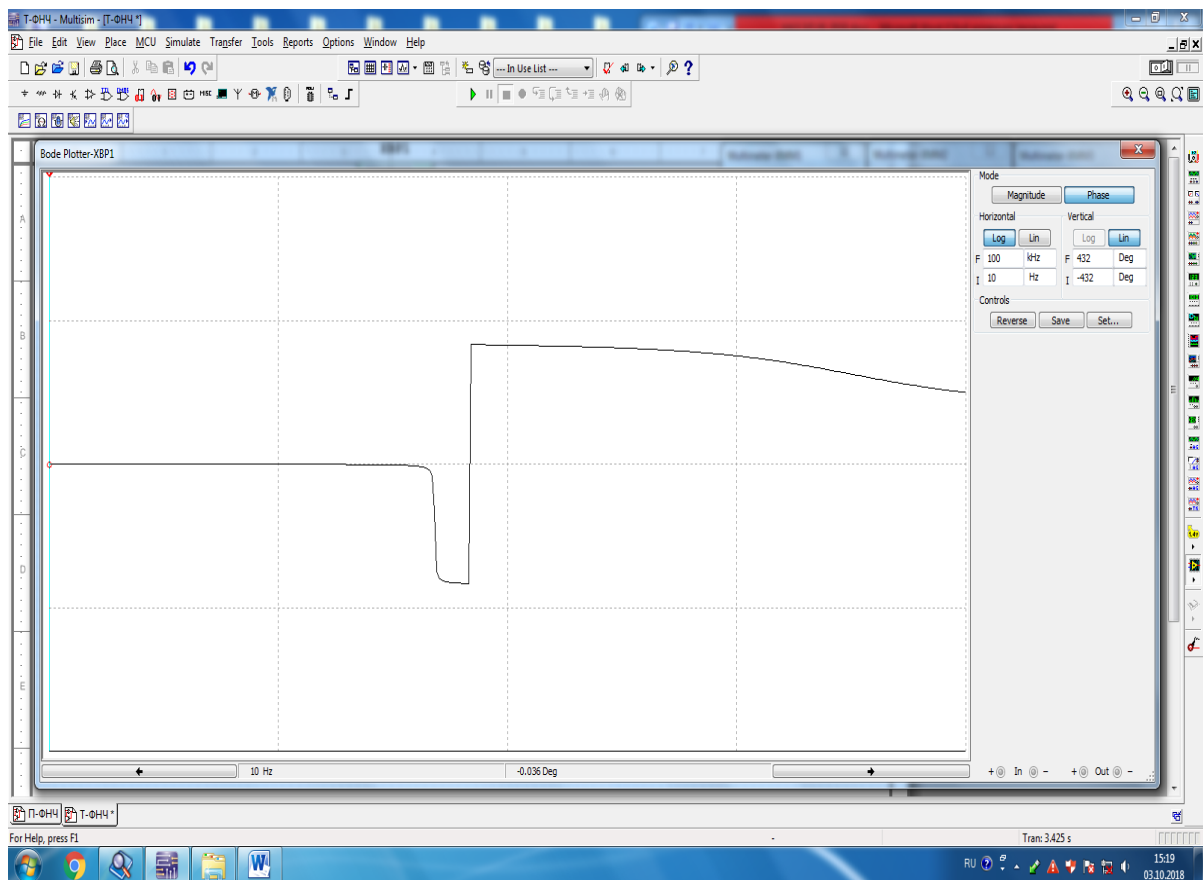 Т-ФНЧ - Multisim - [Т-ФНЧ *]
File Edit View Place MCU Simulate Transfer Tools Reports Options Window Help
--- In Use List ---
MISC
Bode Plotter-XBP1
XBP1
Mode
Magnitude Phase
Horizontal Vertical
Log Lin Log Lin
F 100 kHz F 432 Deg
I 10 Hz I -432 Deg
Controls
Reverse Save Set...
A
B
C
D
E
10 Hz -0.036 Deg
+ In - + Out -
П-ФНЧ Т-ФНЧ *
For Help, press F1
- Tran: 3.425 s
RU 15:19
03.10.2018